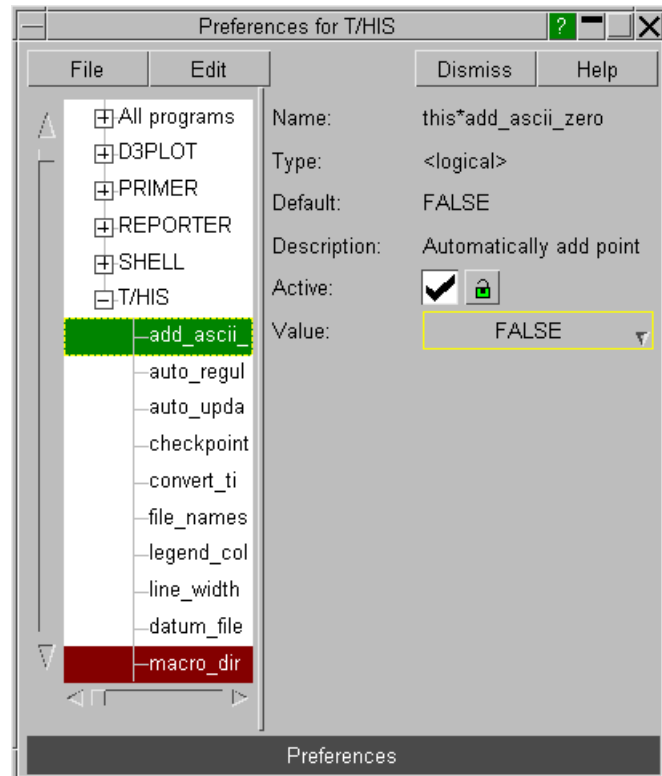 Preferences for T/HIS ?
File Edit Dismiss Help
All programs
D3PLOT
PRIMER
REPORTER
SHELL
T/HIS
add_ascii_
auto_regul
auto_upda
checkpoint
convert_ti
file_names
legend_col
line_width
datum_file
macro_dir
Name: this*add_ascii_zero
Type: <logical>
Default: FALSE
Description: Automatically add point
Active:
Value: FALSE
Preferences